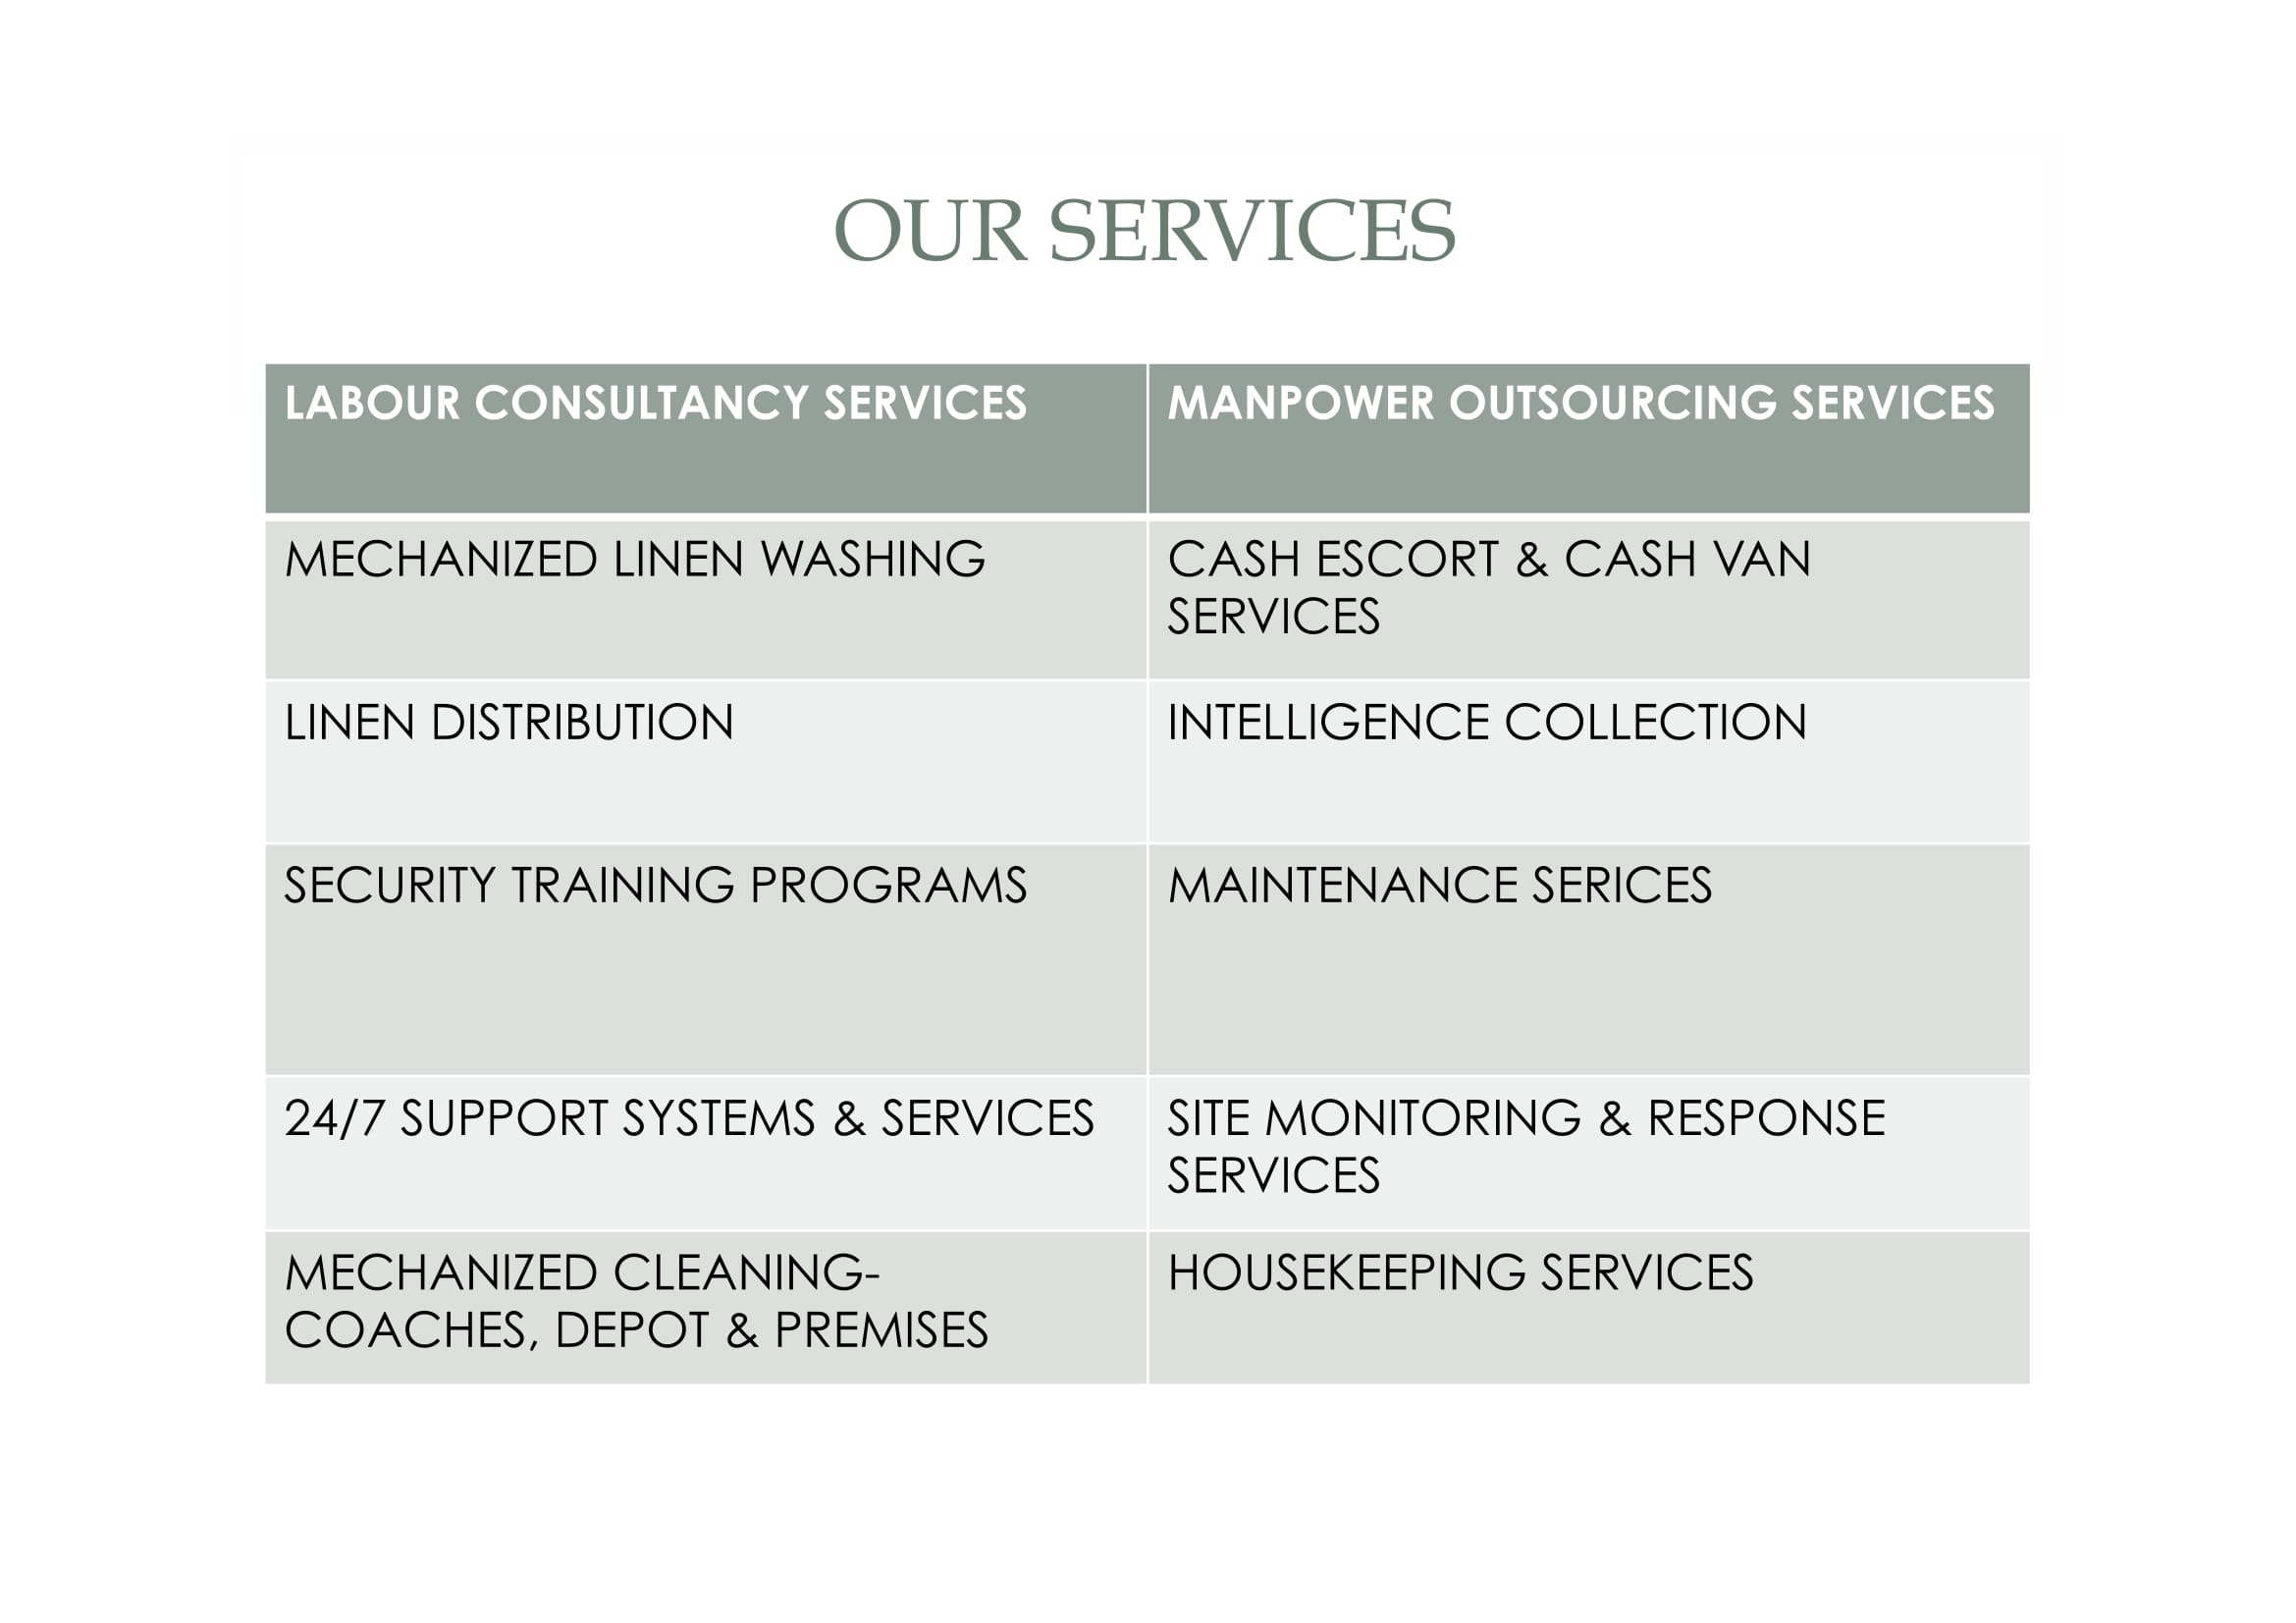 OUR SERVICES
LABOUR CONSULTANCY SERVICES
MANPOWER OUTSOURCING SERVICES
MECHANIZED LINEN WASHING
CASH ESCORT & CASH VAN
SERVICES
LINEN DISTRIBUTION
INTELLIGENCE COLLECTION
SECURITY TRAINING PROGRAMS
MAINTENANCE SERICES
24/7 SUPPORT SYSTEMS & SERVICES
SITE MONITORING & RESPONSE
SERVICES
MECHANIZED CLEANING-
COACHES, DEPOT & PREMISES
HOUSEKEEPING SERVICES